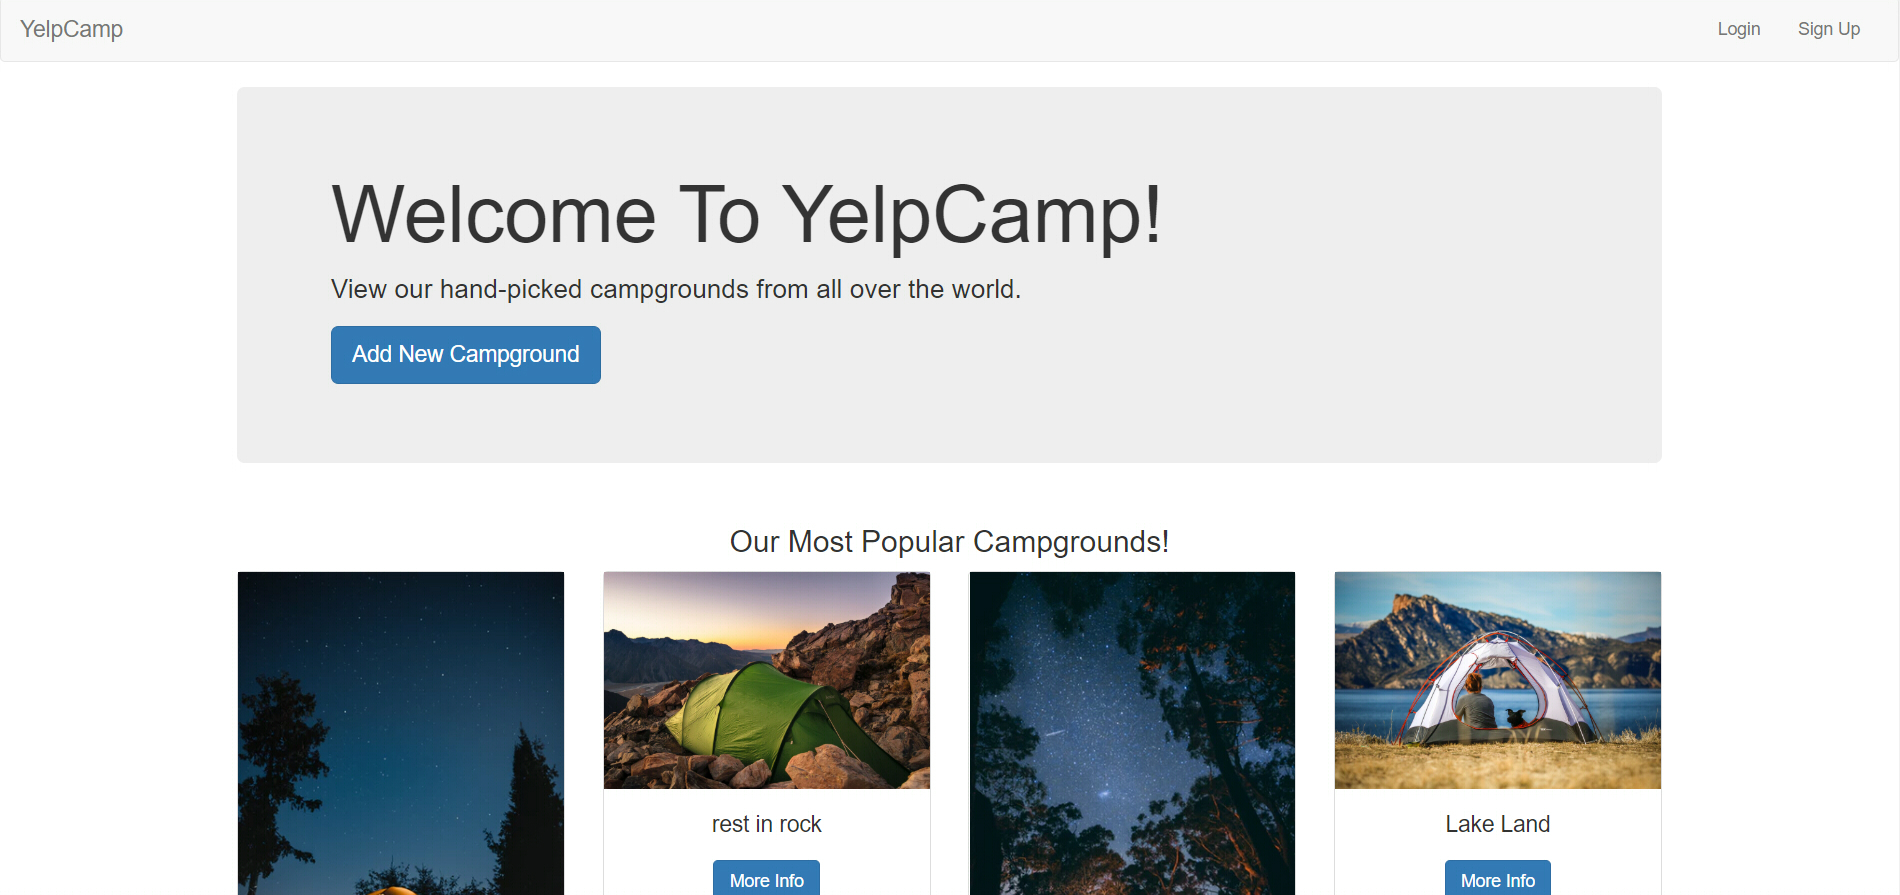 YelpCamp
Login
Sign Up
Welcome To YelpCamp!
View our hand-picked campgrounds from all over the world.
Add New Campground
Our Most Popular Campgrounds!
rest in rock
Lake Land
More Info
More Info